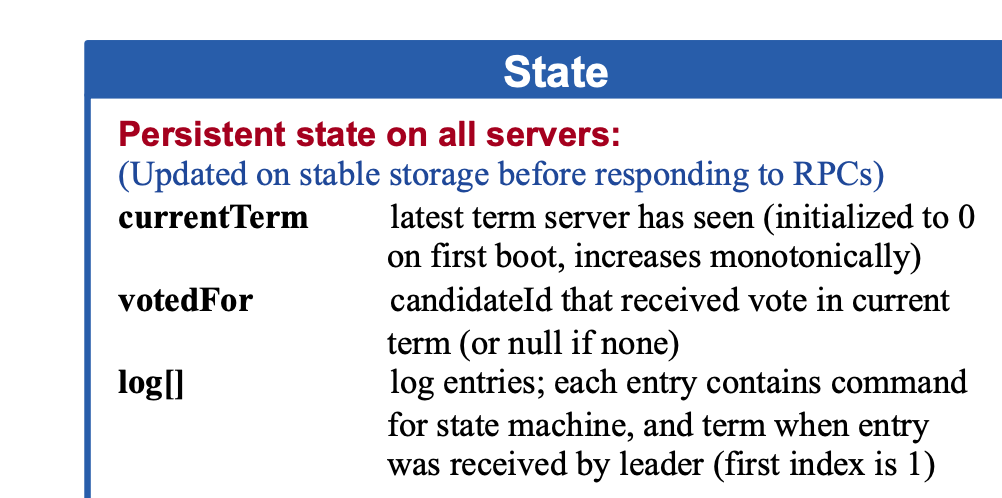 State
Persistent state on all servers:
(Updated on stable storage before responding to RPCs)
currentTerm latest term server has seen (initialized to 0
on first boot, increases monotonically)
votedFor candidateId that received vote in current
term (or null if none)
log[] log entries; each entry contains command
for state machine, and term when entry
was received by leader (first index is 1)